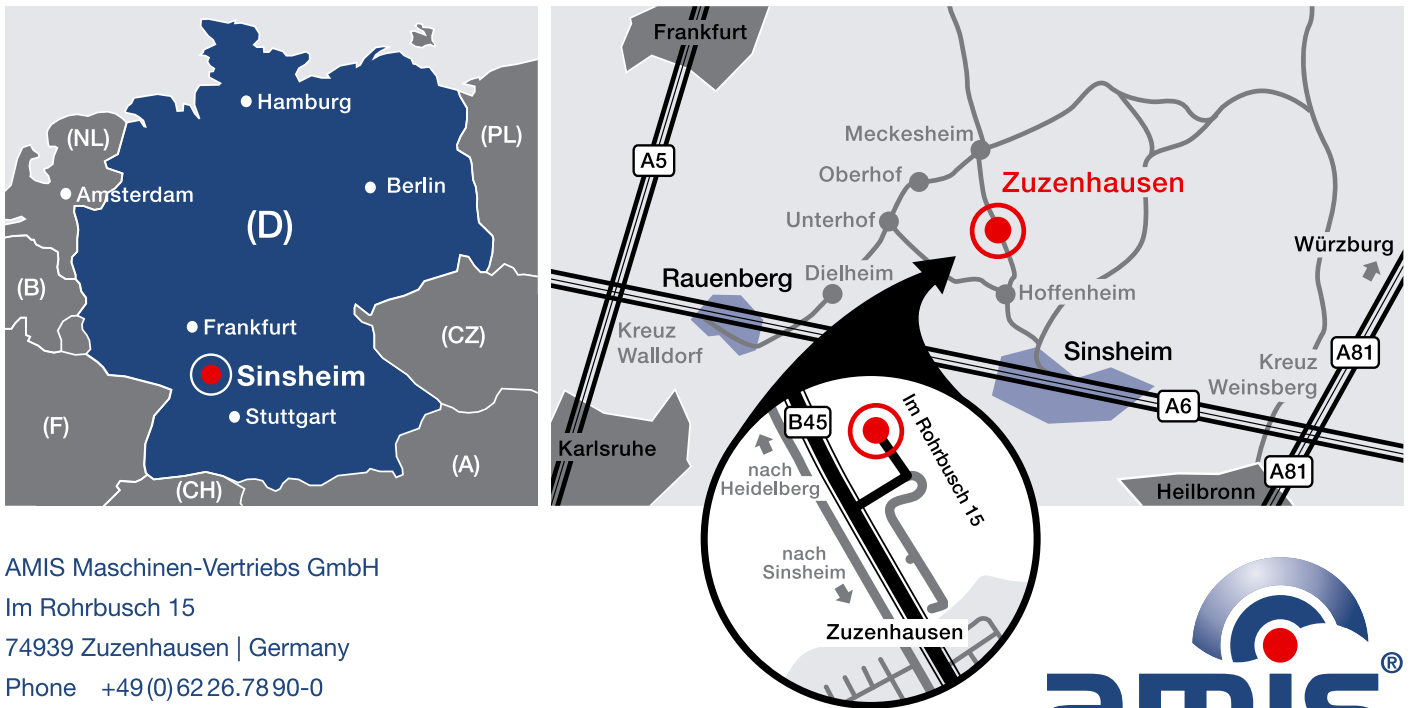 Hamburg
(NL)
(PL)
Amsterdam
Berlin
(D)
(B)
Frankfurt
(CZ)
Sinsheim
Stuttgart
(F)
(A)
(CH)
Frankfurt
Meckesheim
A5
Oberhof
Zuzenhausen
Unterhof
Würzburg
Rauenberg
Dielheim
Hoffenheim
Kreuz
Walldorf
Sinsheim
Kreuz
Weinsberg
A81
A6
B45
Im Rohrbusch 15
Karlsruhe
nach
Heidelberg
A81
Heilbronn
nach
Sinsheim
Zuzenhausen
AMIS Maschinen-Vertriebs GmbH
Im Rohrbusch 15
74939 Zuzenhausen | Germany
Phone +49 (0) 62 26.78 90-0
amis®